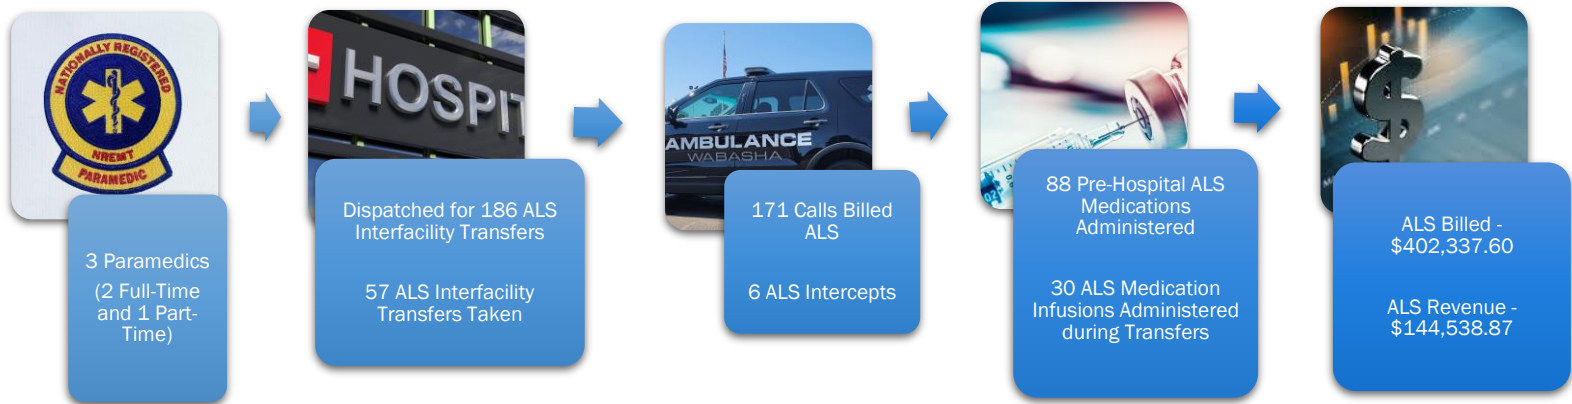 NATIONALLY REGISTERED
NREMT
PARAMEDIC
3 Paramedics
(2 Full-Time
and 1 Part-
Time)
HOSPIT
Dispatched for 186 ALS
Interfacility Transfers
57 ALS Interfacility
Transfers Taken
AMBULANCE
WABASHA
171 Calls Billed
ALS
6 ALS Intercepts
88 Pre-Hospital ALS
Medications
Administered
30 ALS Medication
Infusions Administered
during Transfers
$
ALS Billed -
$402,337.60
ALS Revenue -
$144,538.87